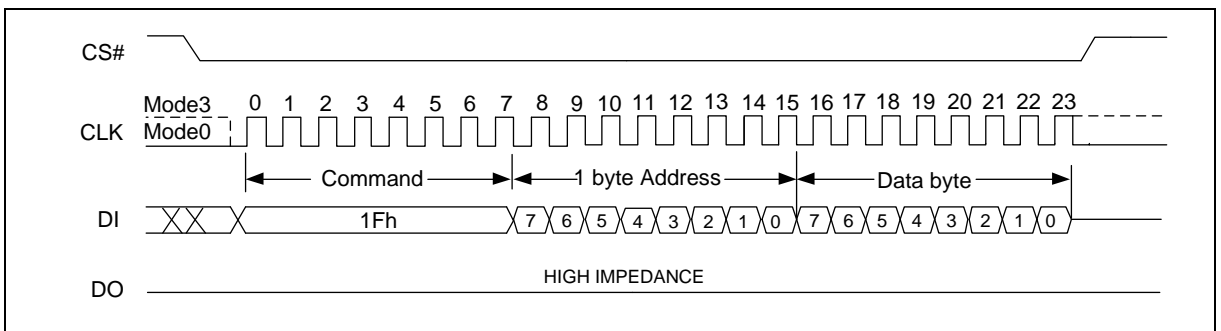 CS#
Mode3 0 1 2 3 4 5 6 7 8 9 10 11 12 13 14 15 16 17 18 19 20 21 22 23
CLK Mode0
Command 1 byte Address Data byte
DI 1Fh 7 6 5 4 3 2 1 0 7 6 5 4 3 2 1 0
HIGH IMPEDANCE
DO